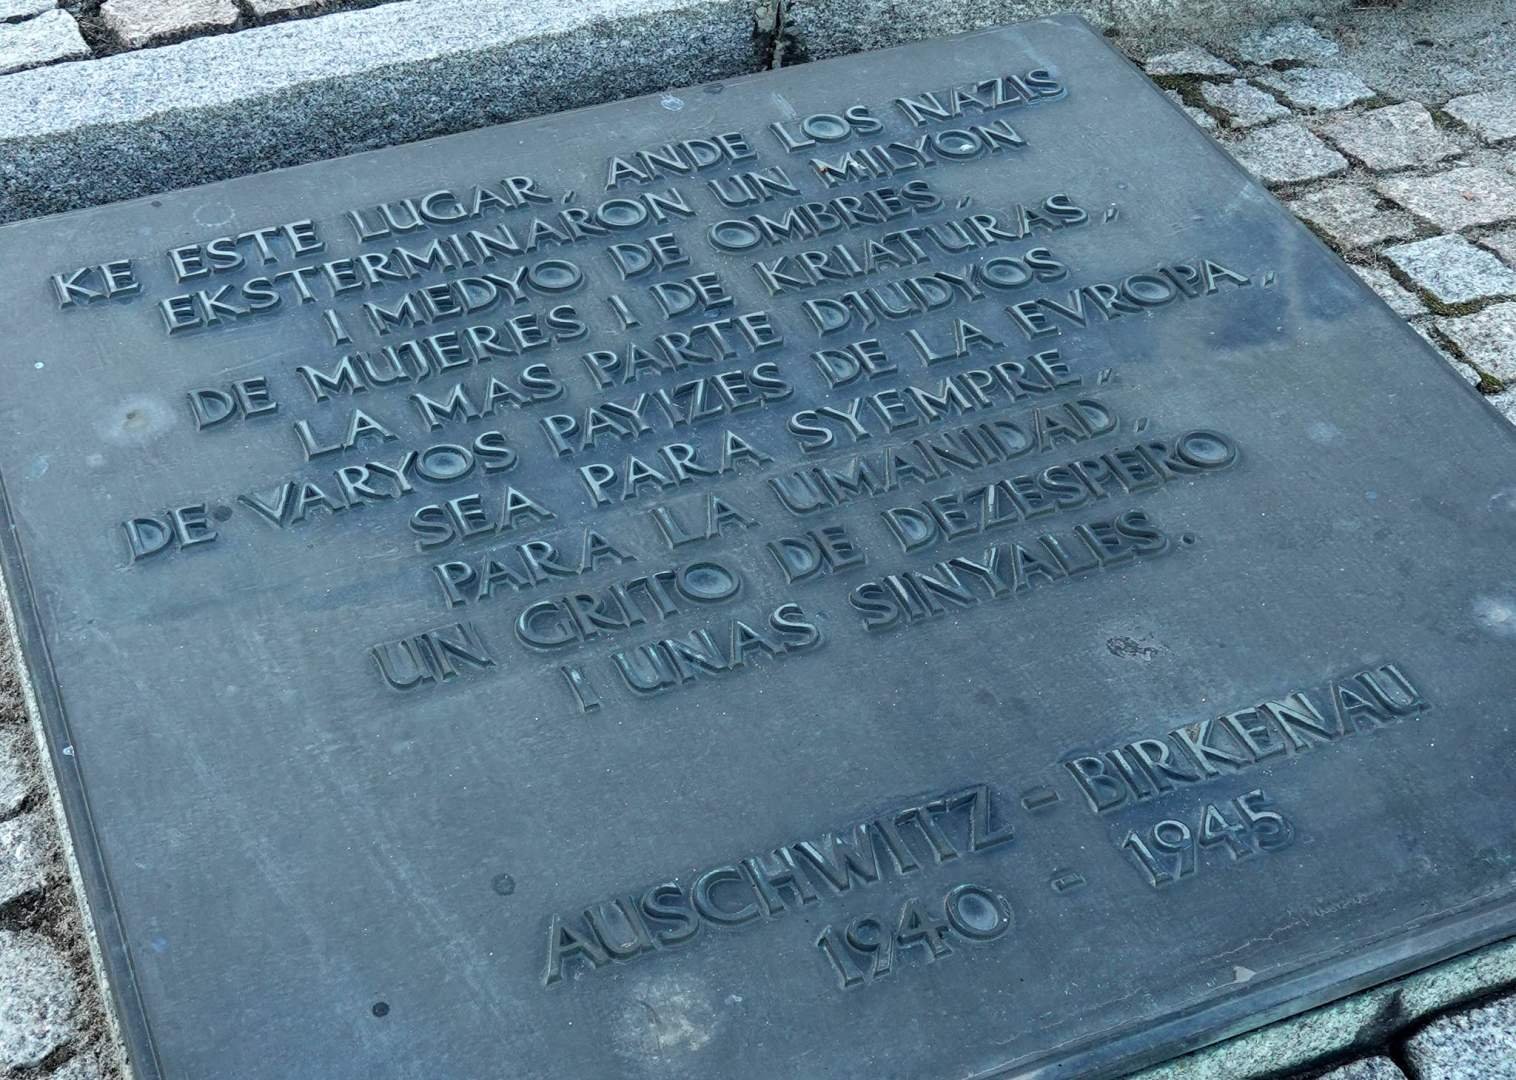 KE ESTE LUGAR, ANDE LOS NAZIS
EKSTERMINARON UN MILYON
I MEDYO DE OMBRES,
DE MUJERES I DE KRIATURAS,
LA MAS PARTE DJUDYOS
DE VARYOS PAYIZES DE LA EVROPA,
SEA PARA SYEMPRE,
PARA LA UMANIDAD,
UN GRITO DE DEZESPERO
I UNAS SINYALES.
AUSCHWITZ - BIRKENAU
1940 - 1945